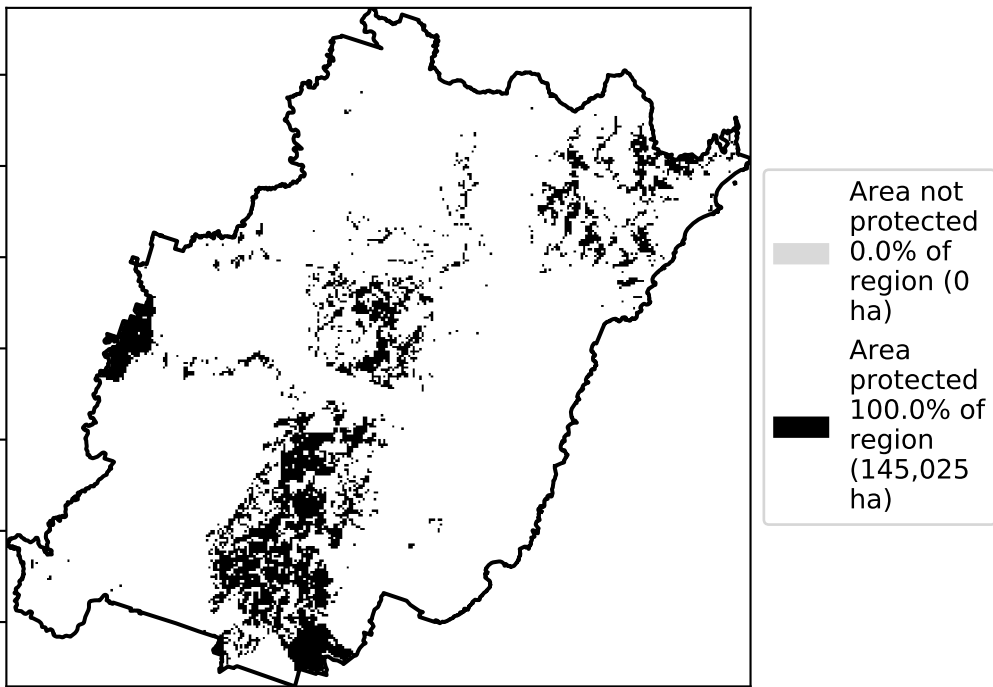 Area not
protected
0.0% of
region (0
ha)
Area
protected
100.0% of
region
(145,025
ha)